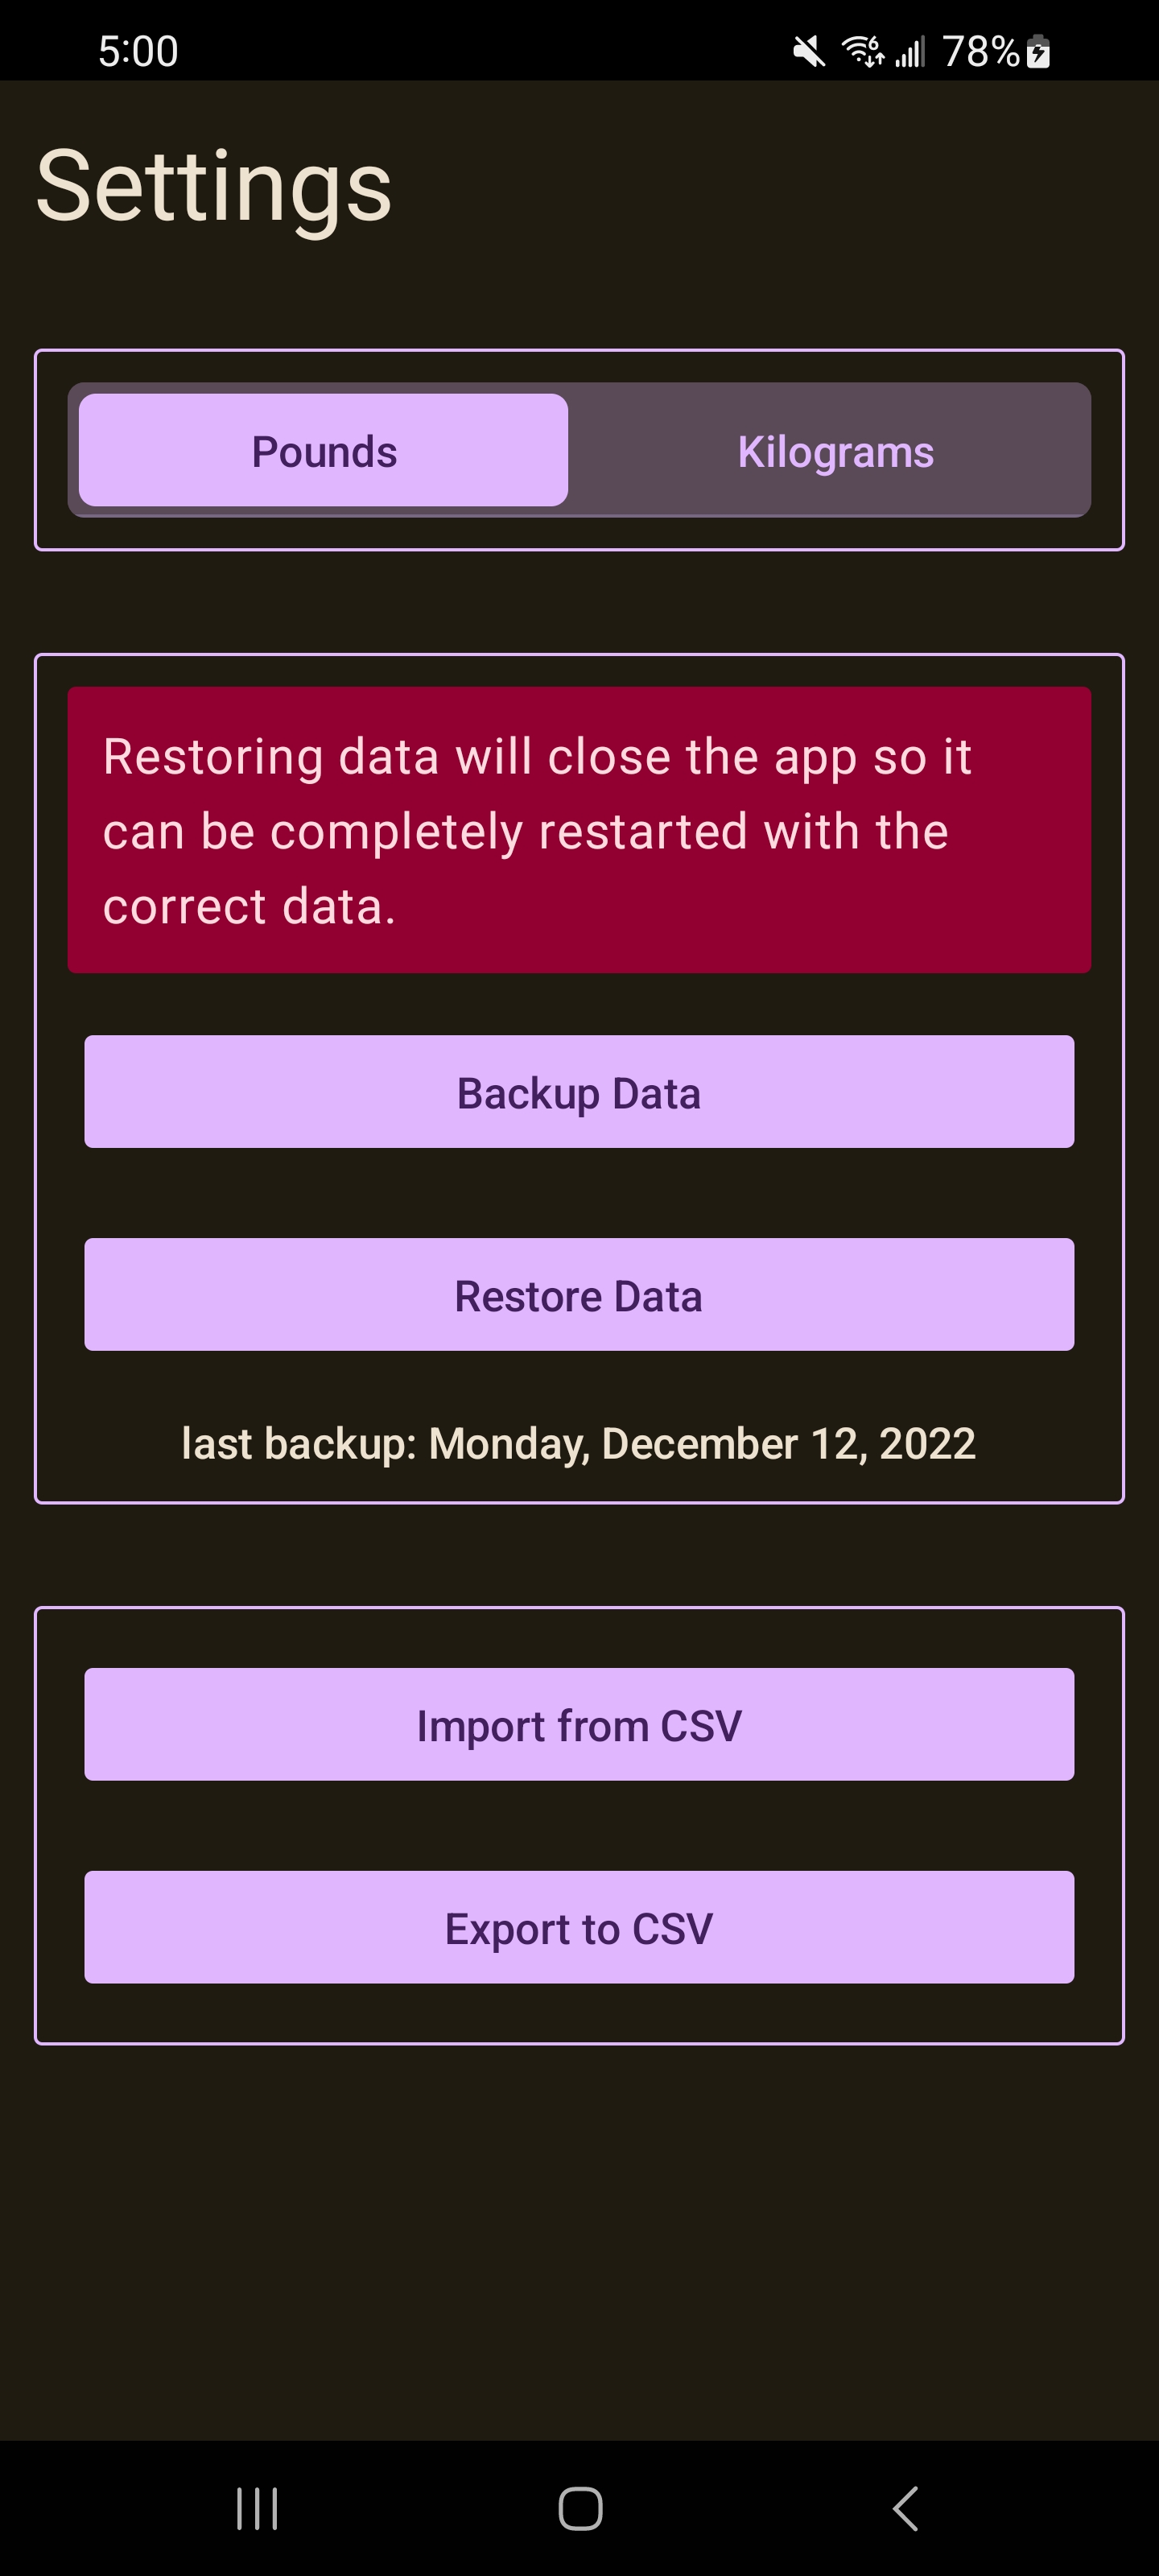 5:00 6 78%
Settings
Pounds Kilograms
Restoring data will close the app so it
can be completely restarted with the
correct data.
Backup Data
Restore Data
last backup: Monday, December 12, 2022
Import from CSV
Export to CSV